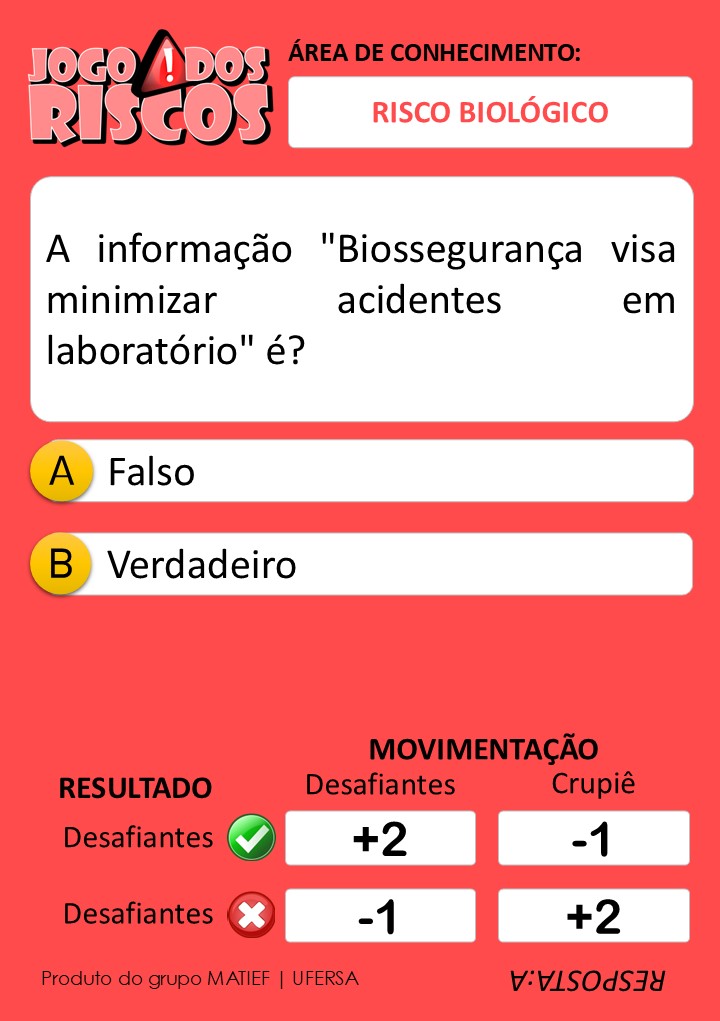 JOGO DOS
RISCOS
ÁREA DE CONHECIMENTO:
RISCO BIOLÓGICO
A informação "Biossegurança visa
minimizar acidentes em
laboratório" é?
A Falso
B Verdadeiro
MOVIMENTAÇÃO
RESULTADO Desafiantes Crupiê
Desafiantes +2 -1
Desafiantes -1 +2
Produto do grupo MATIEF | UFERSA
RESPOSTA:A